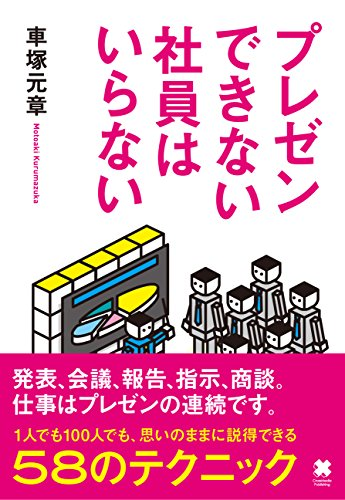 プレゼン
できない
社員は
いらない
車塚元章
Motoaki Kurumazuka
発表、会議、報告、指示、商談。
仕事はプレゼンの連続です。
1人でも100人でも、思いのままに説得できる
58のテクニック
Crossmedia
Publishing